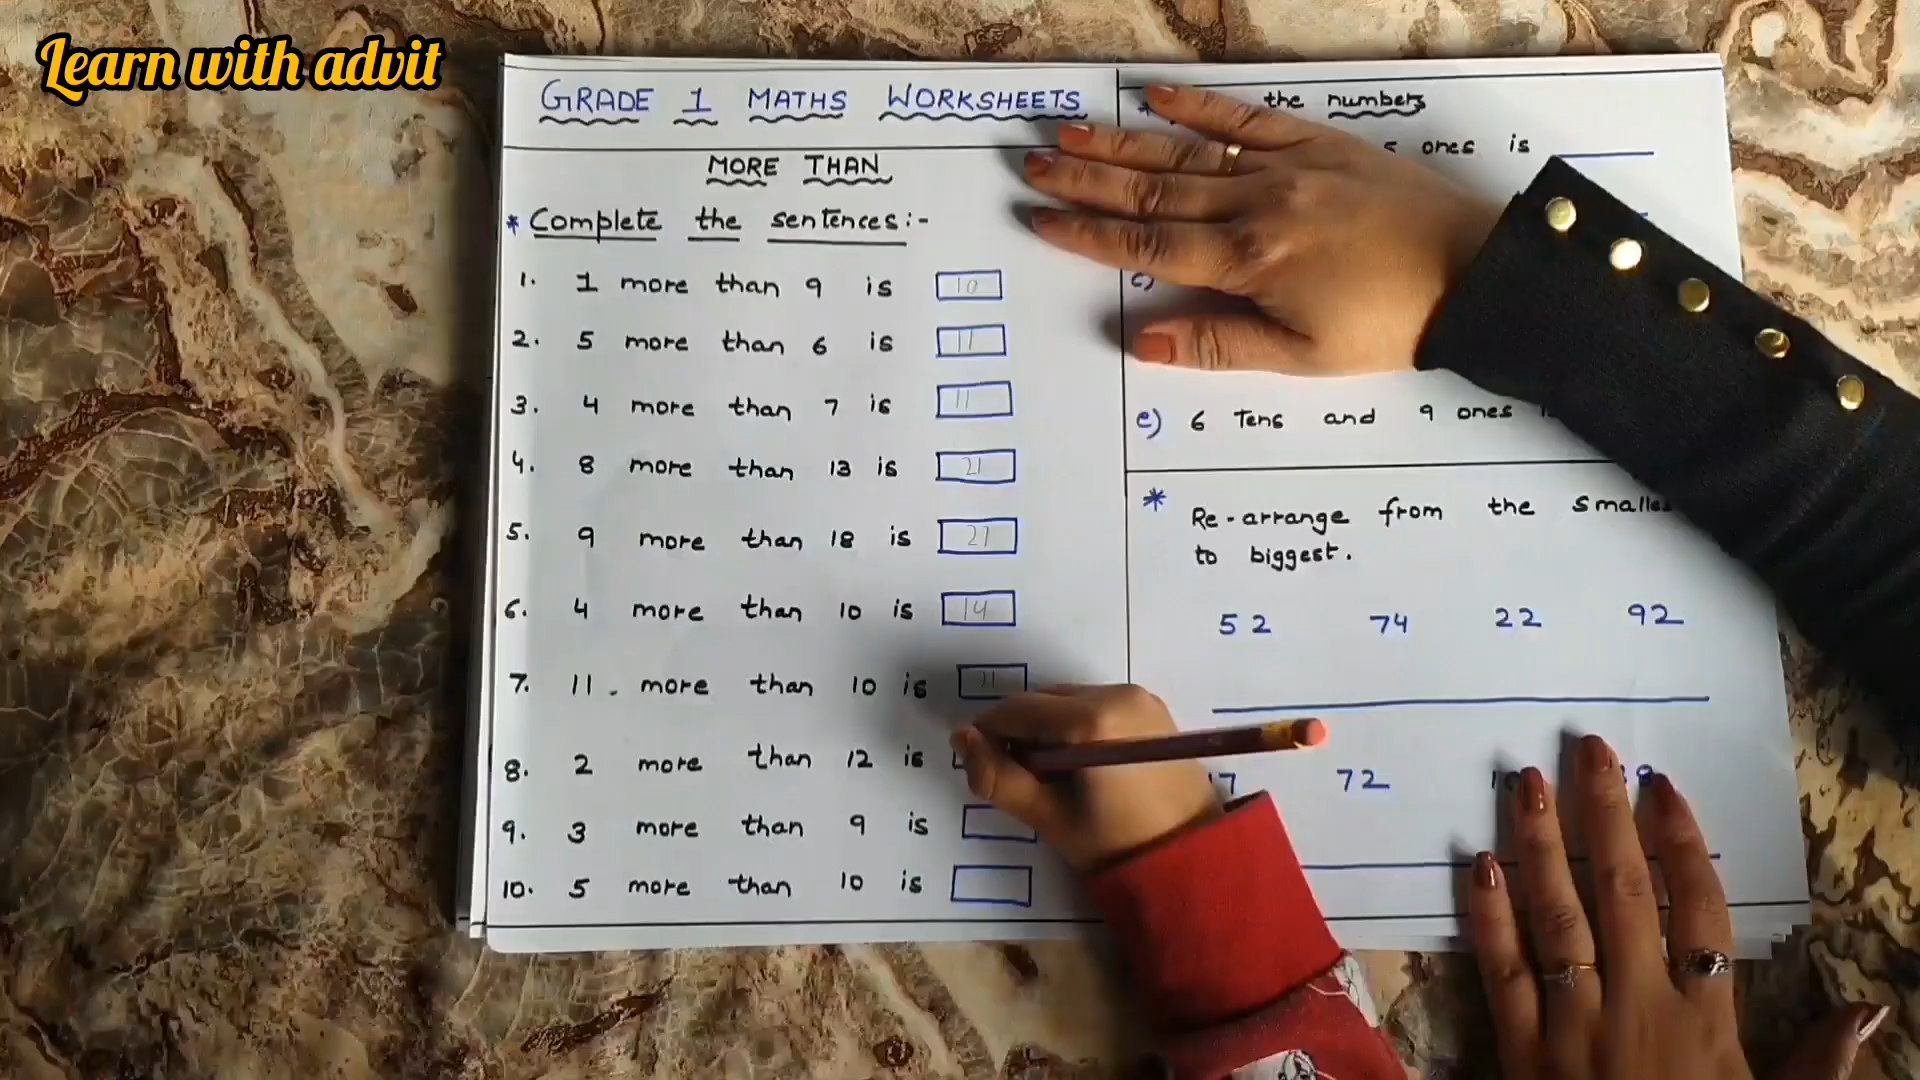 Learn with advit
GRADE 1 MATHS WORKSHEETS
MORE THAN
* Complete the sentences:-
1. 1 more than 9 is 10
2. 5 more than 6 is 11
3. 4 more than 7 is 11
4. 8 more than 13 is 21
5. 9 more than 18 is 27
6. 4 more than 10 is 14
7. 11 . more than 10 is
8. 2 more than 12 is
9. 3 more than 9 is
10. 5 more than 10 is
* the numbers
ones is
c)
e) 6 Tens and 9 ones
* Re-arrange from the
to biggest.
52 74 22 92
72